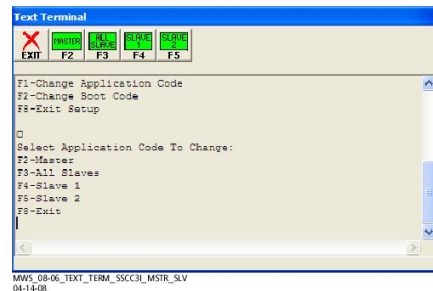 Text Terminal
MASTER ALL SLAVE SLAVE 1 SLAVE 2
EXIT F2 F3 F4 F5
F1-Change Application Code
F2-Change Boot Code
F8-Exit Setup
Select Application Code To Change:
F2-Master
F3-All Slaves
F4-Slave 1
F5-Slave 2
F8-Exit
MWS_08-06_TEXT_TERM_SSCC3I_MSTR_SLV
04-14-08